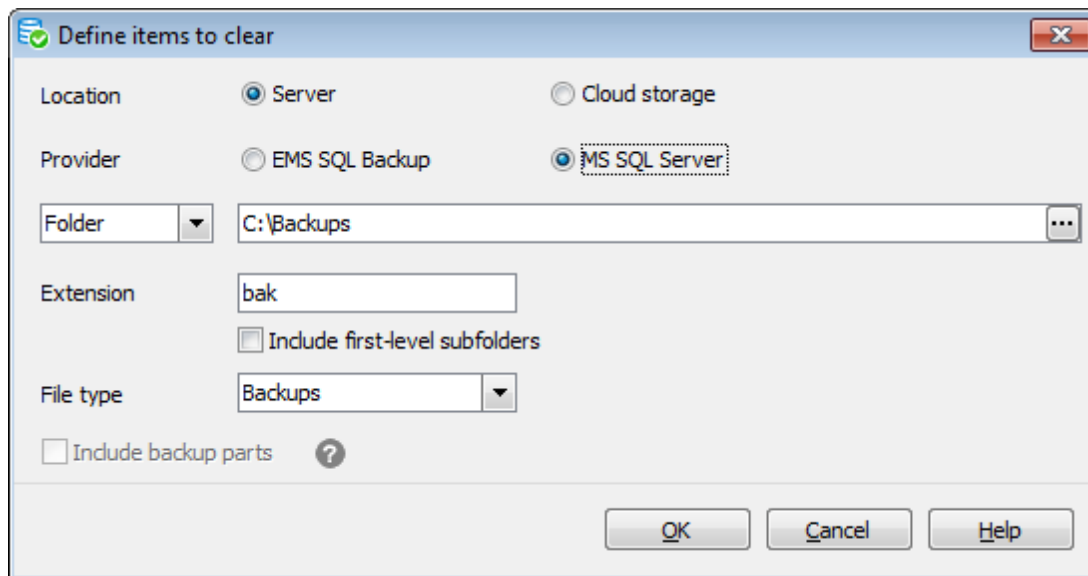 Define items to clear
Location Server Cloud storage
Provider EMS SQL Backup MS SQL Server
Folder C:\Backups ...
Extension bak
Include first-level subfolders
File type Backups
Include backup parts ?
OK Cancel Help